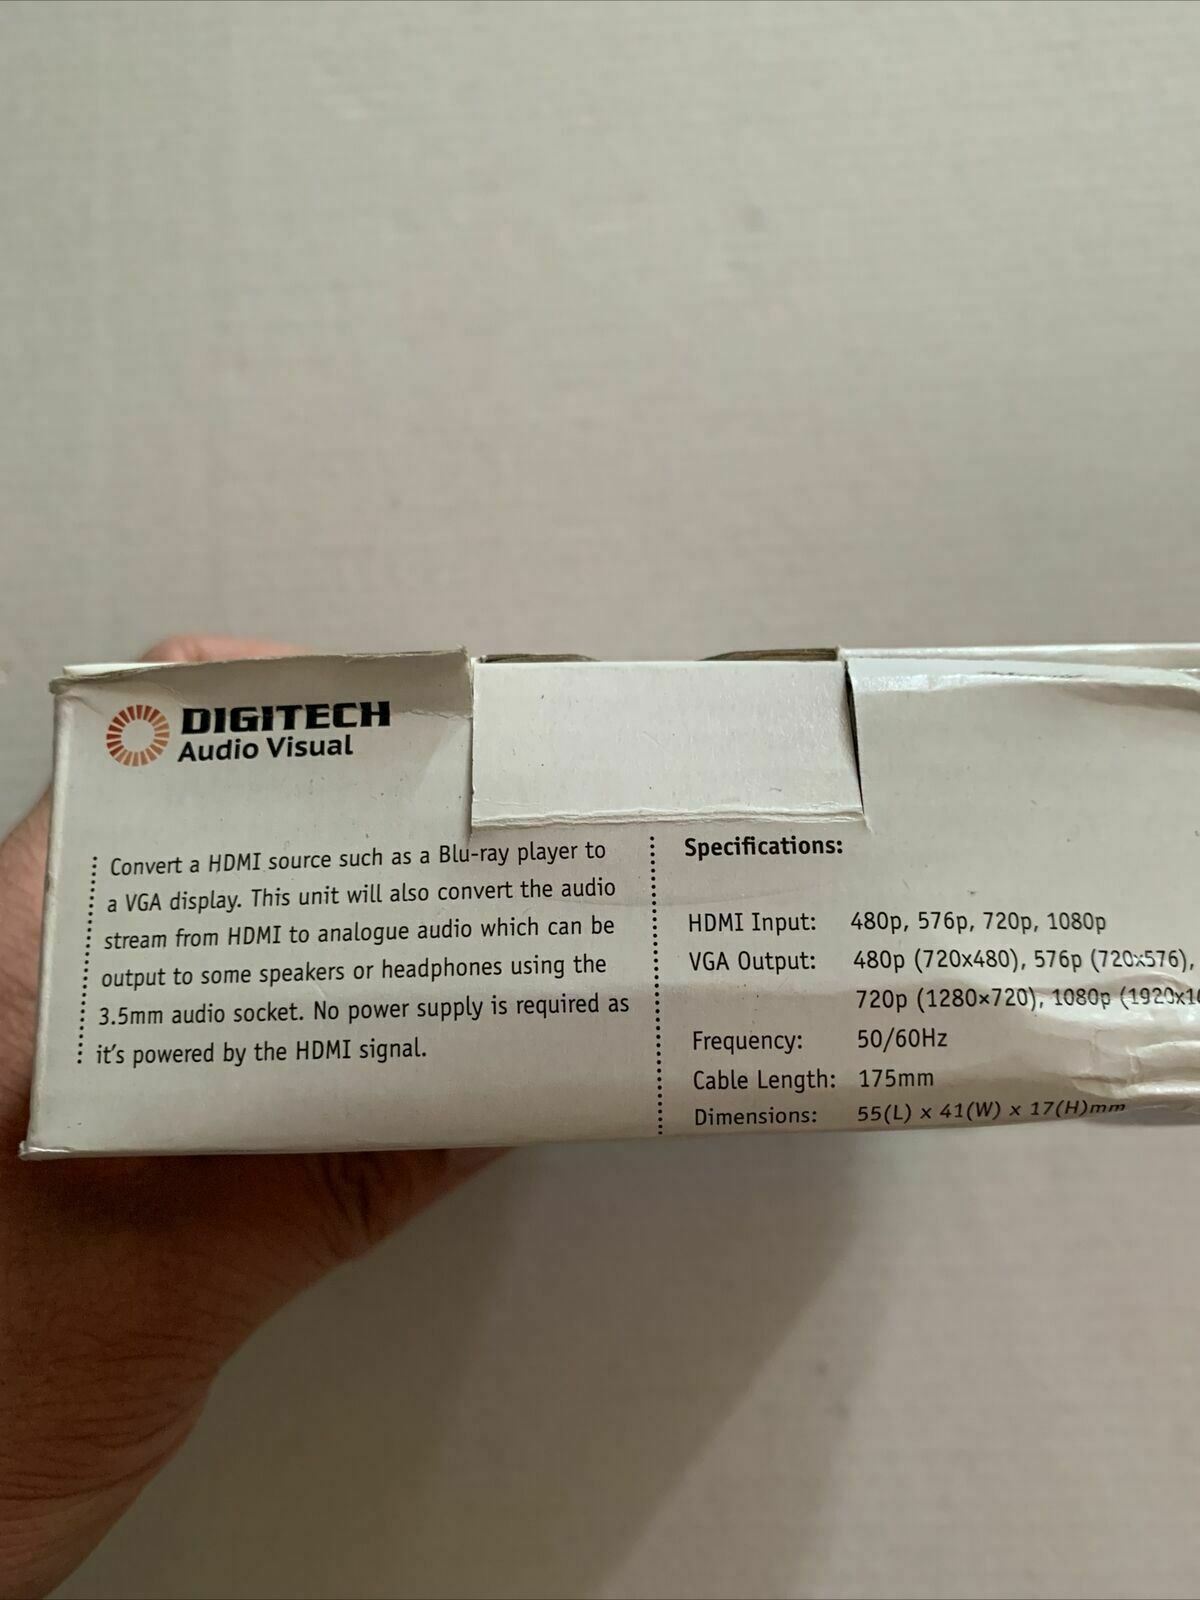 DIGITECH
Audio Visual
Convert a HDMI source such as a Blu-ray player to
a VGA display. This unit will also convert the audio
stream from HDMI to analogue audio which can be
output to some speakers or headphones using the
3.5mm audio socket. No power supply is required as
it's powered by the HDMI signal.
Specifications:
HDMI Input: 480p, 576p, 720p, 1080p
VGA Output: 480p (720x480), 576p (720x576),
720p (1280×720), 1080p
Frequency: 50/60Hz
Cable Length: 175mm
Dimensions: 55(L) x 41(W) x 17(H)mm